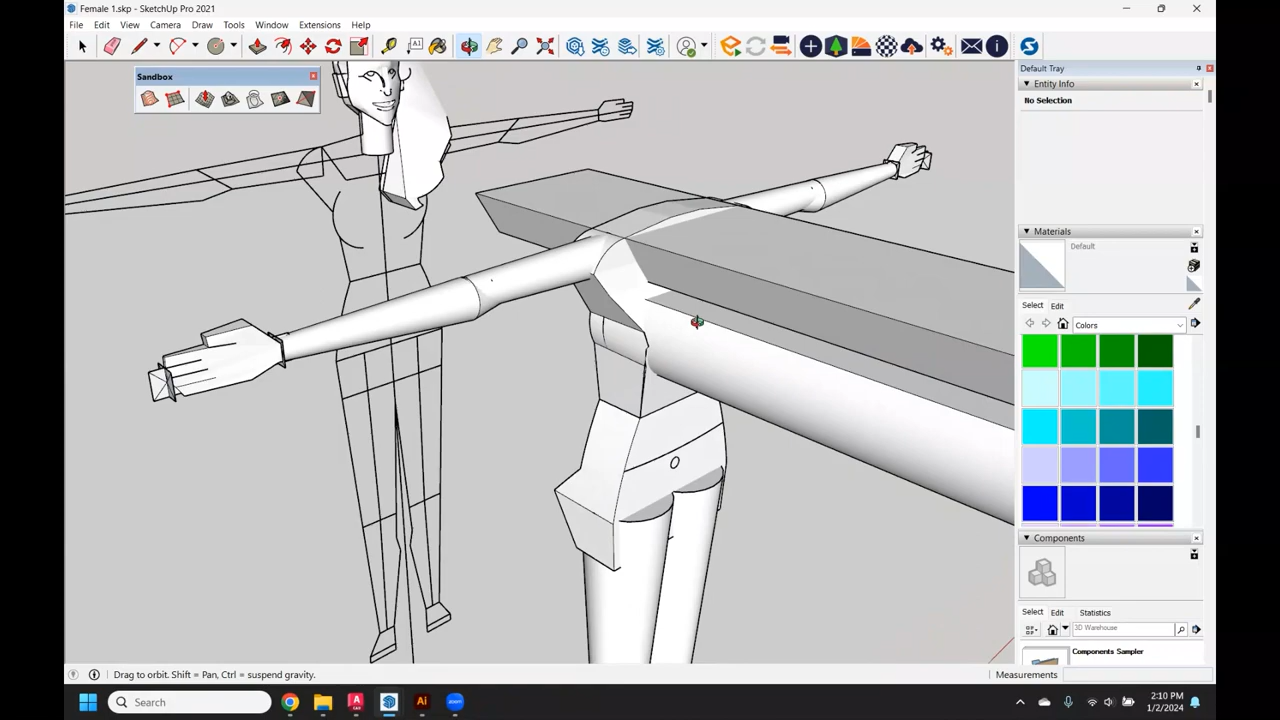 Female 1.skp - SketchUp Pro 2021
File Edit View Camera Draw Tools Window Extensions Help
Sandbox
Default Tray
Entity Info
No Selection
Materials
Default
Select Edit
Colors
Components
Select Edit Statistics
3D Warehouse
Components Sampler
Drag to orbit. Shift = Pan, Ctrl = suspend gravity.
Measurements
Search
2:10 PM
1/2/2024